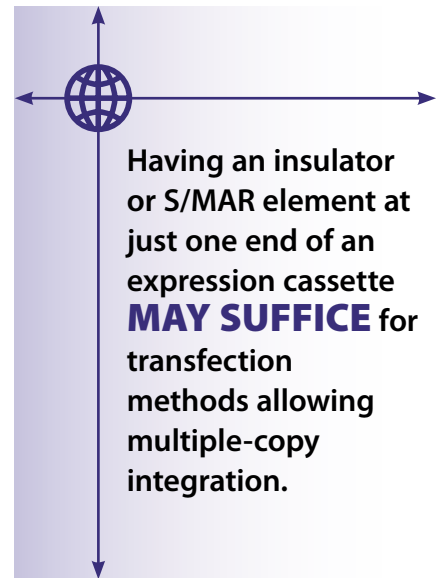 Having an insulator
or S/MAR element at
just one end of an
expression cassette
MAY SUFFICE for
transfection
methods allowing
multiple-copy
integration.